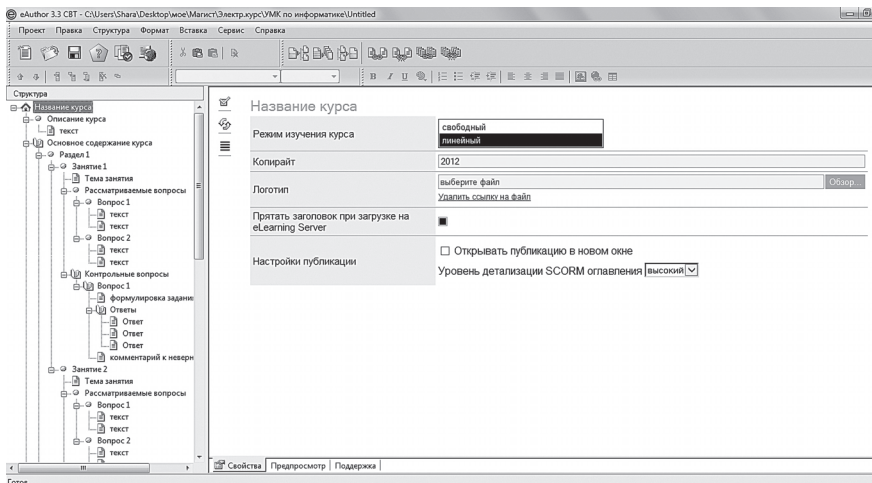 eAuthor 3.3 CBT - C:\Users\Shara\Desktop\мое\Магист\Электр.курс\УМК по информатике\Untitled
Проект Правка Структура Формат Вставка Сервис Справка
B I U
Структура
Название курса
Описание курса
текст
Основное содержание курса
Раздел 1
Занятие 1
Тема занятия
Рассматриваемые вопросы
Вопрос 1
текст
текст
Вопрос 2
текст
текст
Контрольные вопросы
Вопрос 1
формулировка задани
Ответы
Ответ
Ответ
Ответ
комментарий к неверн
Занятие 2
Тема занятия
Рассматриваемые вопросы
Вопрос 1
текст
текст
Вопрос 2
текст
Название курса
Режим изучения курса
свободный
линейный
Копирайт 2012
Логотип
выберите файл Обзор...
Удалить ссылку на файл
Прятать заголовок при загрузке на
eLearning Server
Настройки публикации
Открывать публикацию в новом окне
Уровень детализации SCORM оглавления высокий
Свойства Предпросмотр Поддержка
Готов